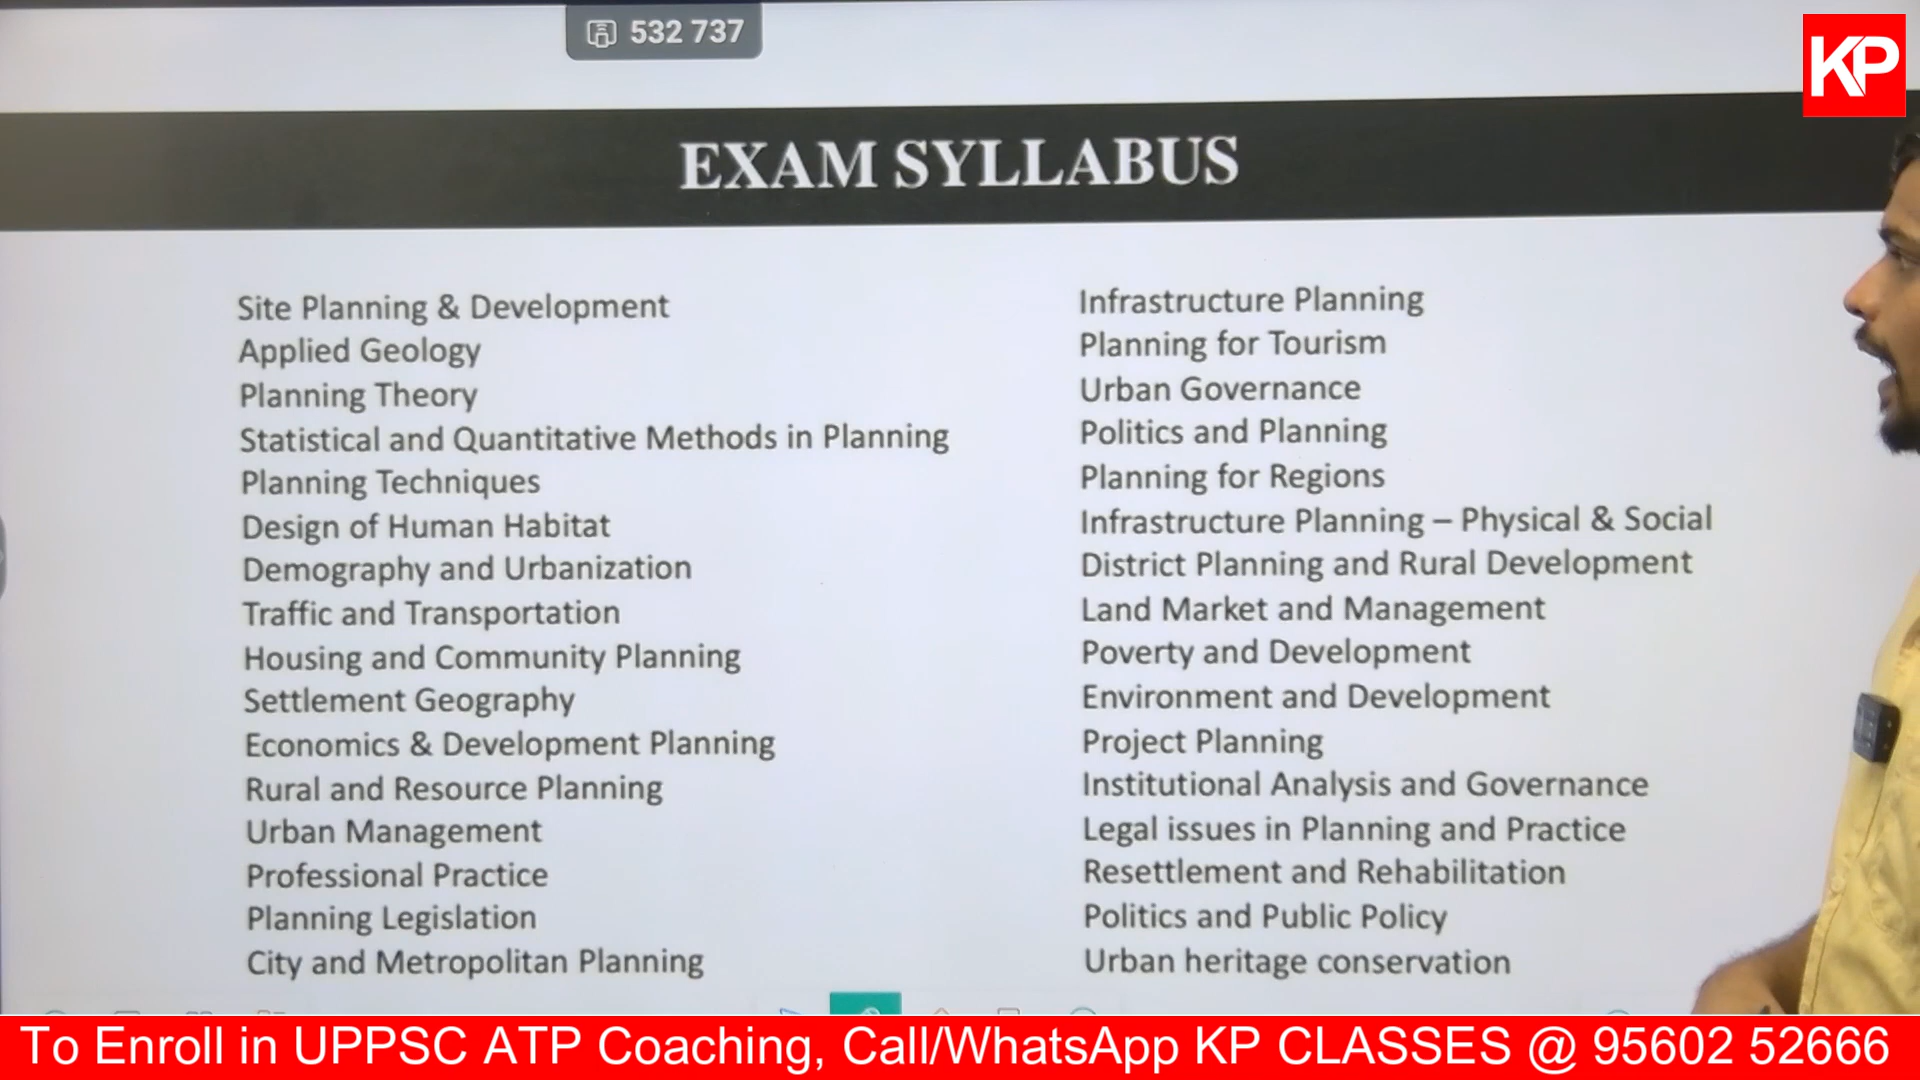 532 737
KP
EXAM SYLLABUS
Site Planning & Development
Applied Geology
Planning Theory
Statistical and Quantitative Methods in Planning
Planning Techniques
Design of Human Habitat
Demography and Urbanization
Traffic and Transportation
Housing and Community Planning
Settlement Geography
Economics & Development Planning
Rural and Resource Planning
Urban Management
Professional Practice
Planning Legislation
City and Metropolitan Planning
Infrastructure Planning
Planning for Tourism
Urban Governance
Politics and Planning
Planning for Regions
Infrastructure Planning – Physical & Social
District Planning and Rural Development
Land Market and Management
Poverty and Development
Environment and Development
Project Planning
Institutional Analysis and Governance
Legal issues in Planning and Practice
Resettlement and Rehabilitation
Politics and Public Policy
Urban heritage conservation
To Enroll in UPPSC ATP Coaching, Call/WhatsApp KP CLASSES @ 95602 52666